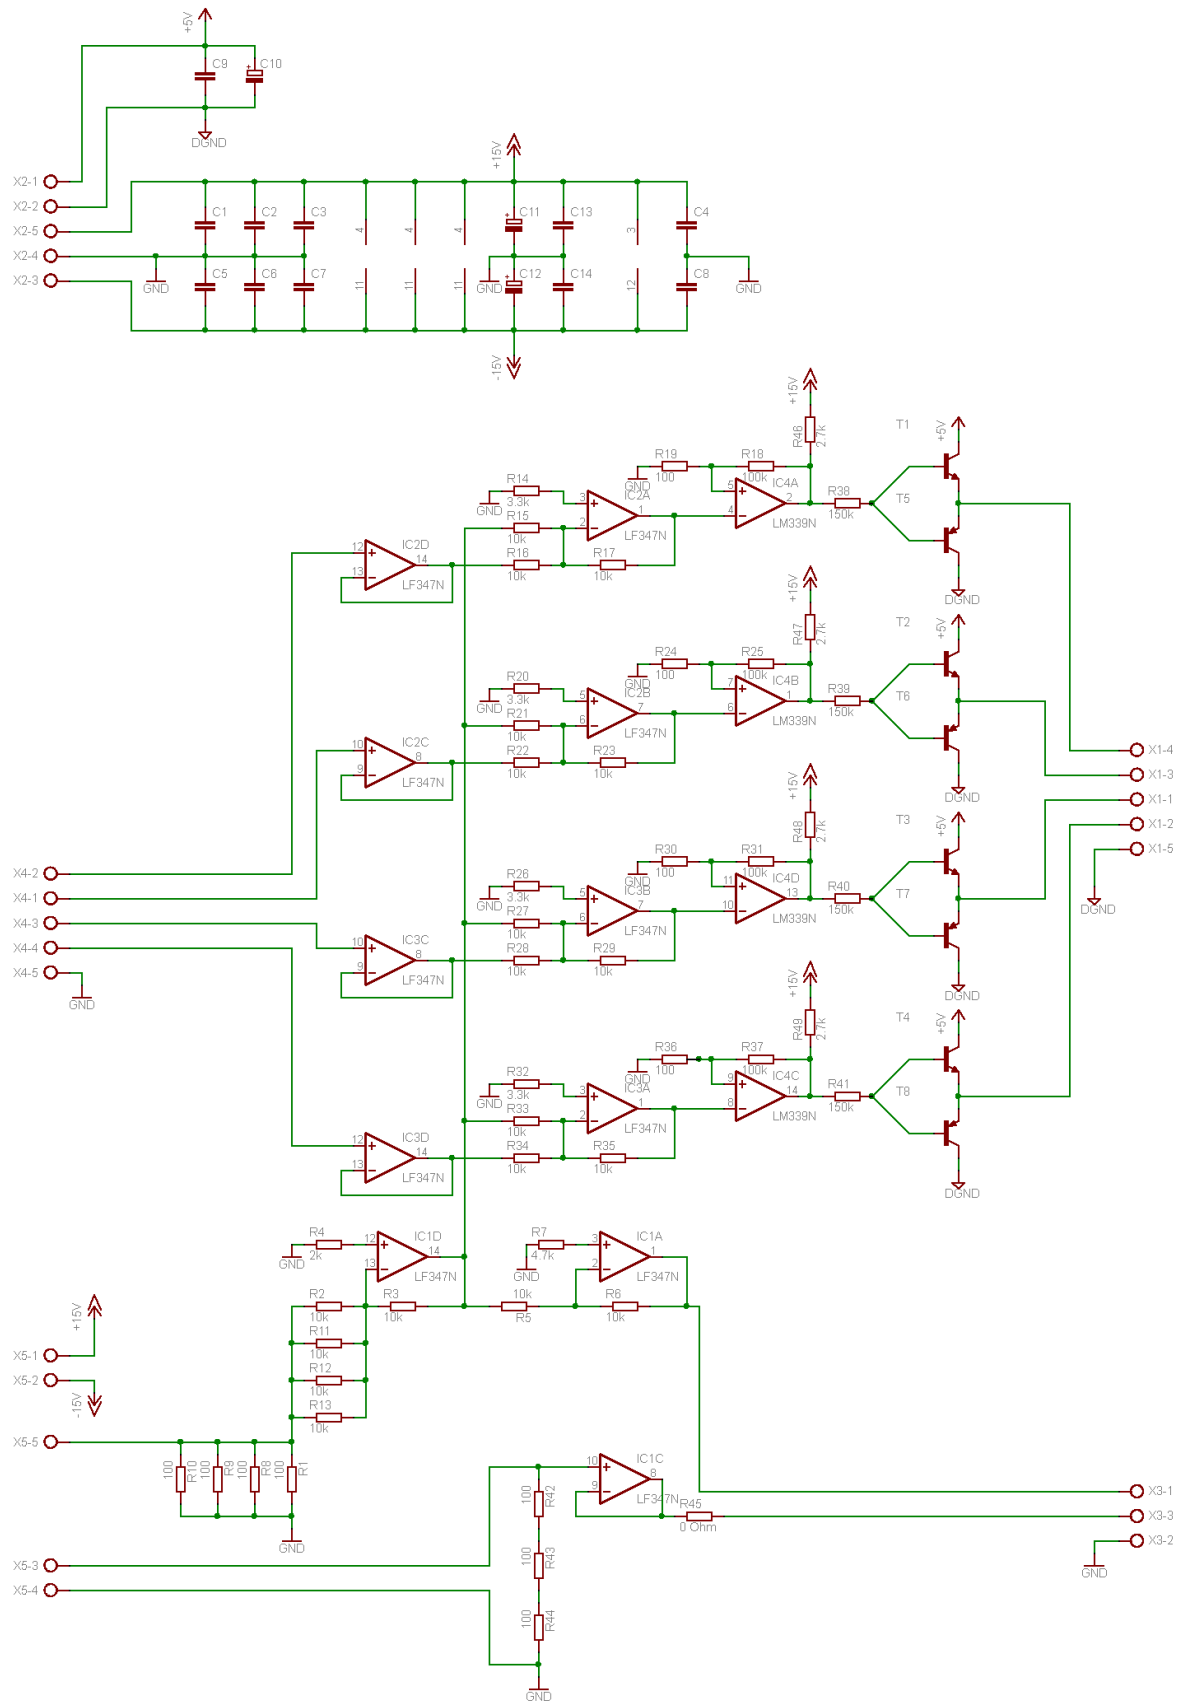 +5V
C9
C10
DGND
X2-1
X2-2
X2-5
X2-4
X2-3
+15V
C1
C2
C3
4
4
4
C11
C13
3
C4
GND
C5
C6
C7
11
11
11
GND
C12
C14
12
C8
GND
-15V
+15V
R46
2.7k
T1
+5V
R19
100
GND
R18
100k
R14
3.3k
GND
IC2A
3
2
1
LF347N
IC4A
5
4
2
LM339N
R38
150k
T5
R15
10k
R16
10k
R17
10k
IC2D
12
13
14
LF347N
DGND
+15V
R47
2.7k
T2
+5V
R24
100
GND
R25
100k
R20
3.3k
GND
IC2B
5
6
7
LF347N
IC4B
7
6
1
LM339N
R39
150k
T6
R21
10k
R22
10k
R23
10k
IC2C
10
9
8
LF347N
DGND
X1-4
X1-3
X1-1
X1-2
X1-5
DGND
+15V
R48
2.7k
T3
+5V
R30
100
GND
R31
100k
X4-2
X4-1
X4-3
X4-4
X4-5
GND
R26
3.3k
GND
IC3B
5
6
7
LF347N
IC4D
11
10
13
LM339N
R40
150k
T7
R27
10k
R28
10k
R29
10k
IC3C
10
9
8
LF347N
DGND
+15V
R49
2.7k
T4
+5V
R36
100
GND
R37
100k
R32
3.3k
GND
IC3A
3
2
1
LF347N
IC4C
9
8
14
LM339N
R41
150k
T8
R33
10k
R34
10k
R35
10k
IC3D
12
13
14
LF347N
DGND
R4
2k
GND
IC1D
12
13
14
LF347N
R7
4.7k
GND
IC1A
3
2
1
LF347N
R2
10k
R3
10k
10k
R5
R6
10k
R11
10k
R12
10k
R13
10k
+15V
X5-1
X5-2
-15V
X5-5
100
R10
100
R9
100
R8
100
R1
GND
IC1C
10
9
8
LF347N
R45
0 Ohm
100
R42
100
R43
100
R44
GND
X5-3
X5-4
X3-1
X3-3
X3-2
GND